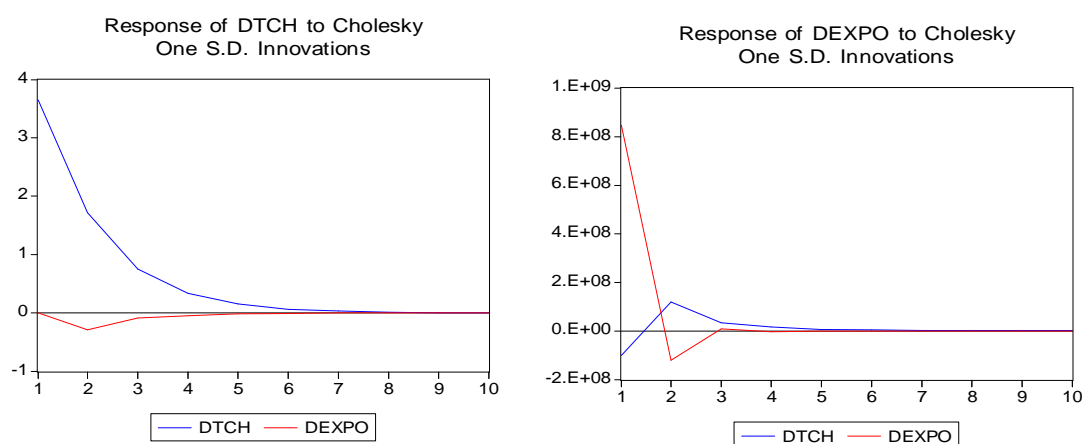 Response of DTCH to Cholesky
One S.D. Innovations
4
3
2
1
0
-1
1 2 3 4 5 6 7 8 9 10
DTCH DEXPO
Response of DEXPO to Cholesky
One S.D. Innovations
1.E+09
8.E+08
6.E+08
4.E+08
2.E+08
0.E+00
-2.E+08
1 2 3 4 5 6 7 8 9 10
DTCH DEXPO